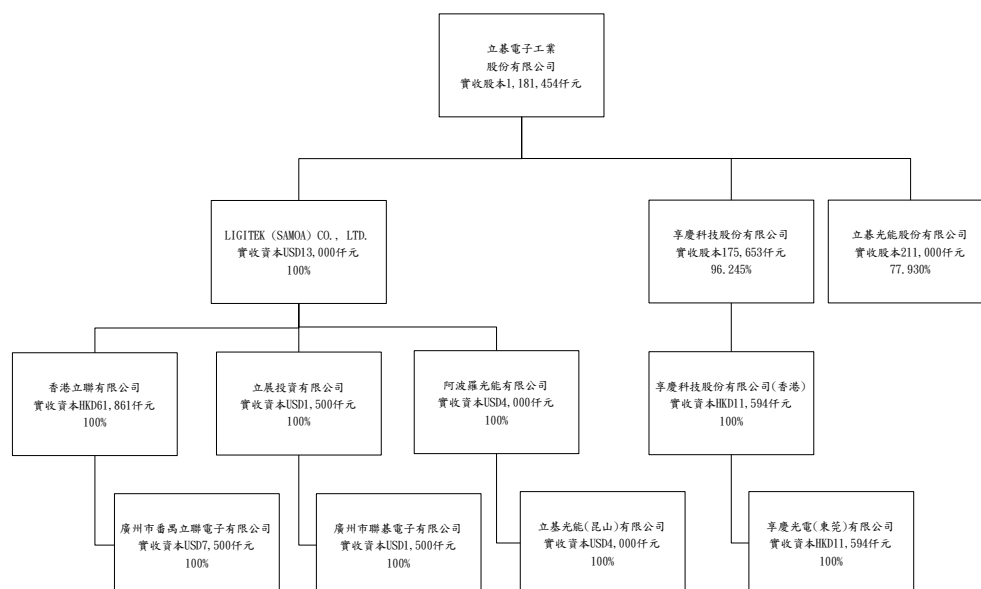 立碁電子工業
股份有限公司
實收股本1,181,454仟元
LIGITEK (SAMOA) CO., LTD.
實收資本USD13,000仟元
100%
享慶科技股份有限公司
實收股本175,653仟元
96.245%
立碁光能股份有限公司
實收股本211,000仟元
77.930%
香港立聯有限公司
實收資本HKD61,861仟元
100%
立展投資有限公司
實收資本USD1,500仟元
100%
阿波羅光能有限公司
實收資本USD4,000仟元
100%
享慶科技股份有限公司(香港)
實收資本HKD11,594仟元
100%
廣州市番禺立聯電子有限公司
實收資本USD7,500仟元
100%
廣州市聯碁電子有限公司
實收資本USD1,500仟元
100%
立基光能(昆山)有限公司
實收資本USD4,000仟元
100%
享慶光電(東莞)有限公司
實收資本HKD11,594仟元
100%